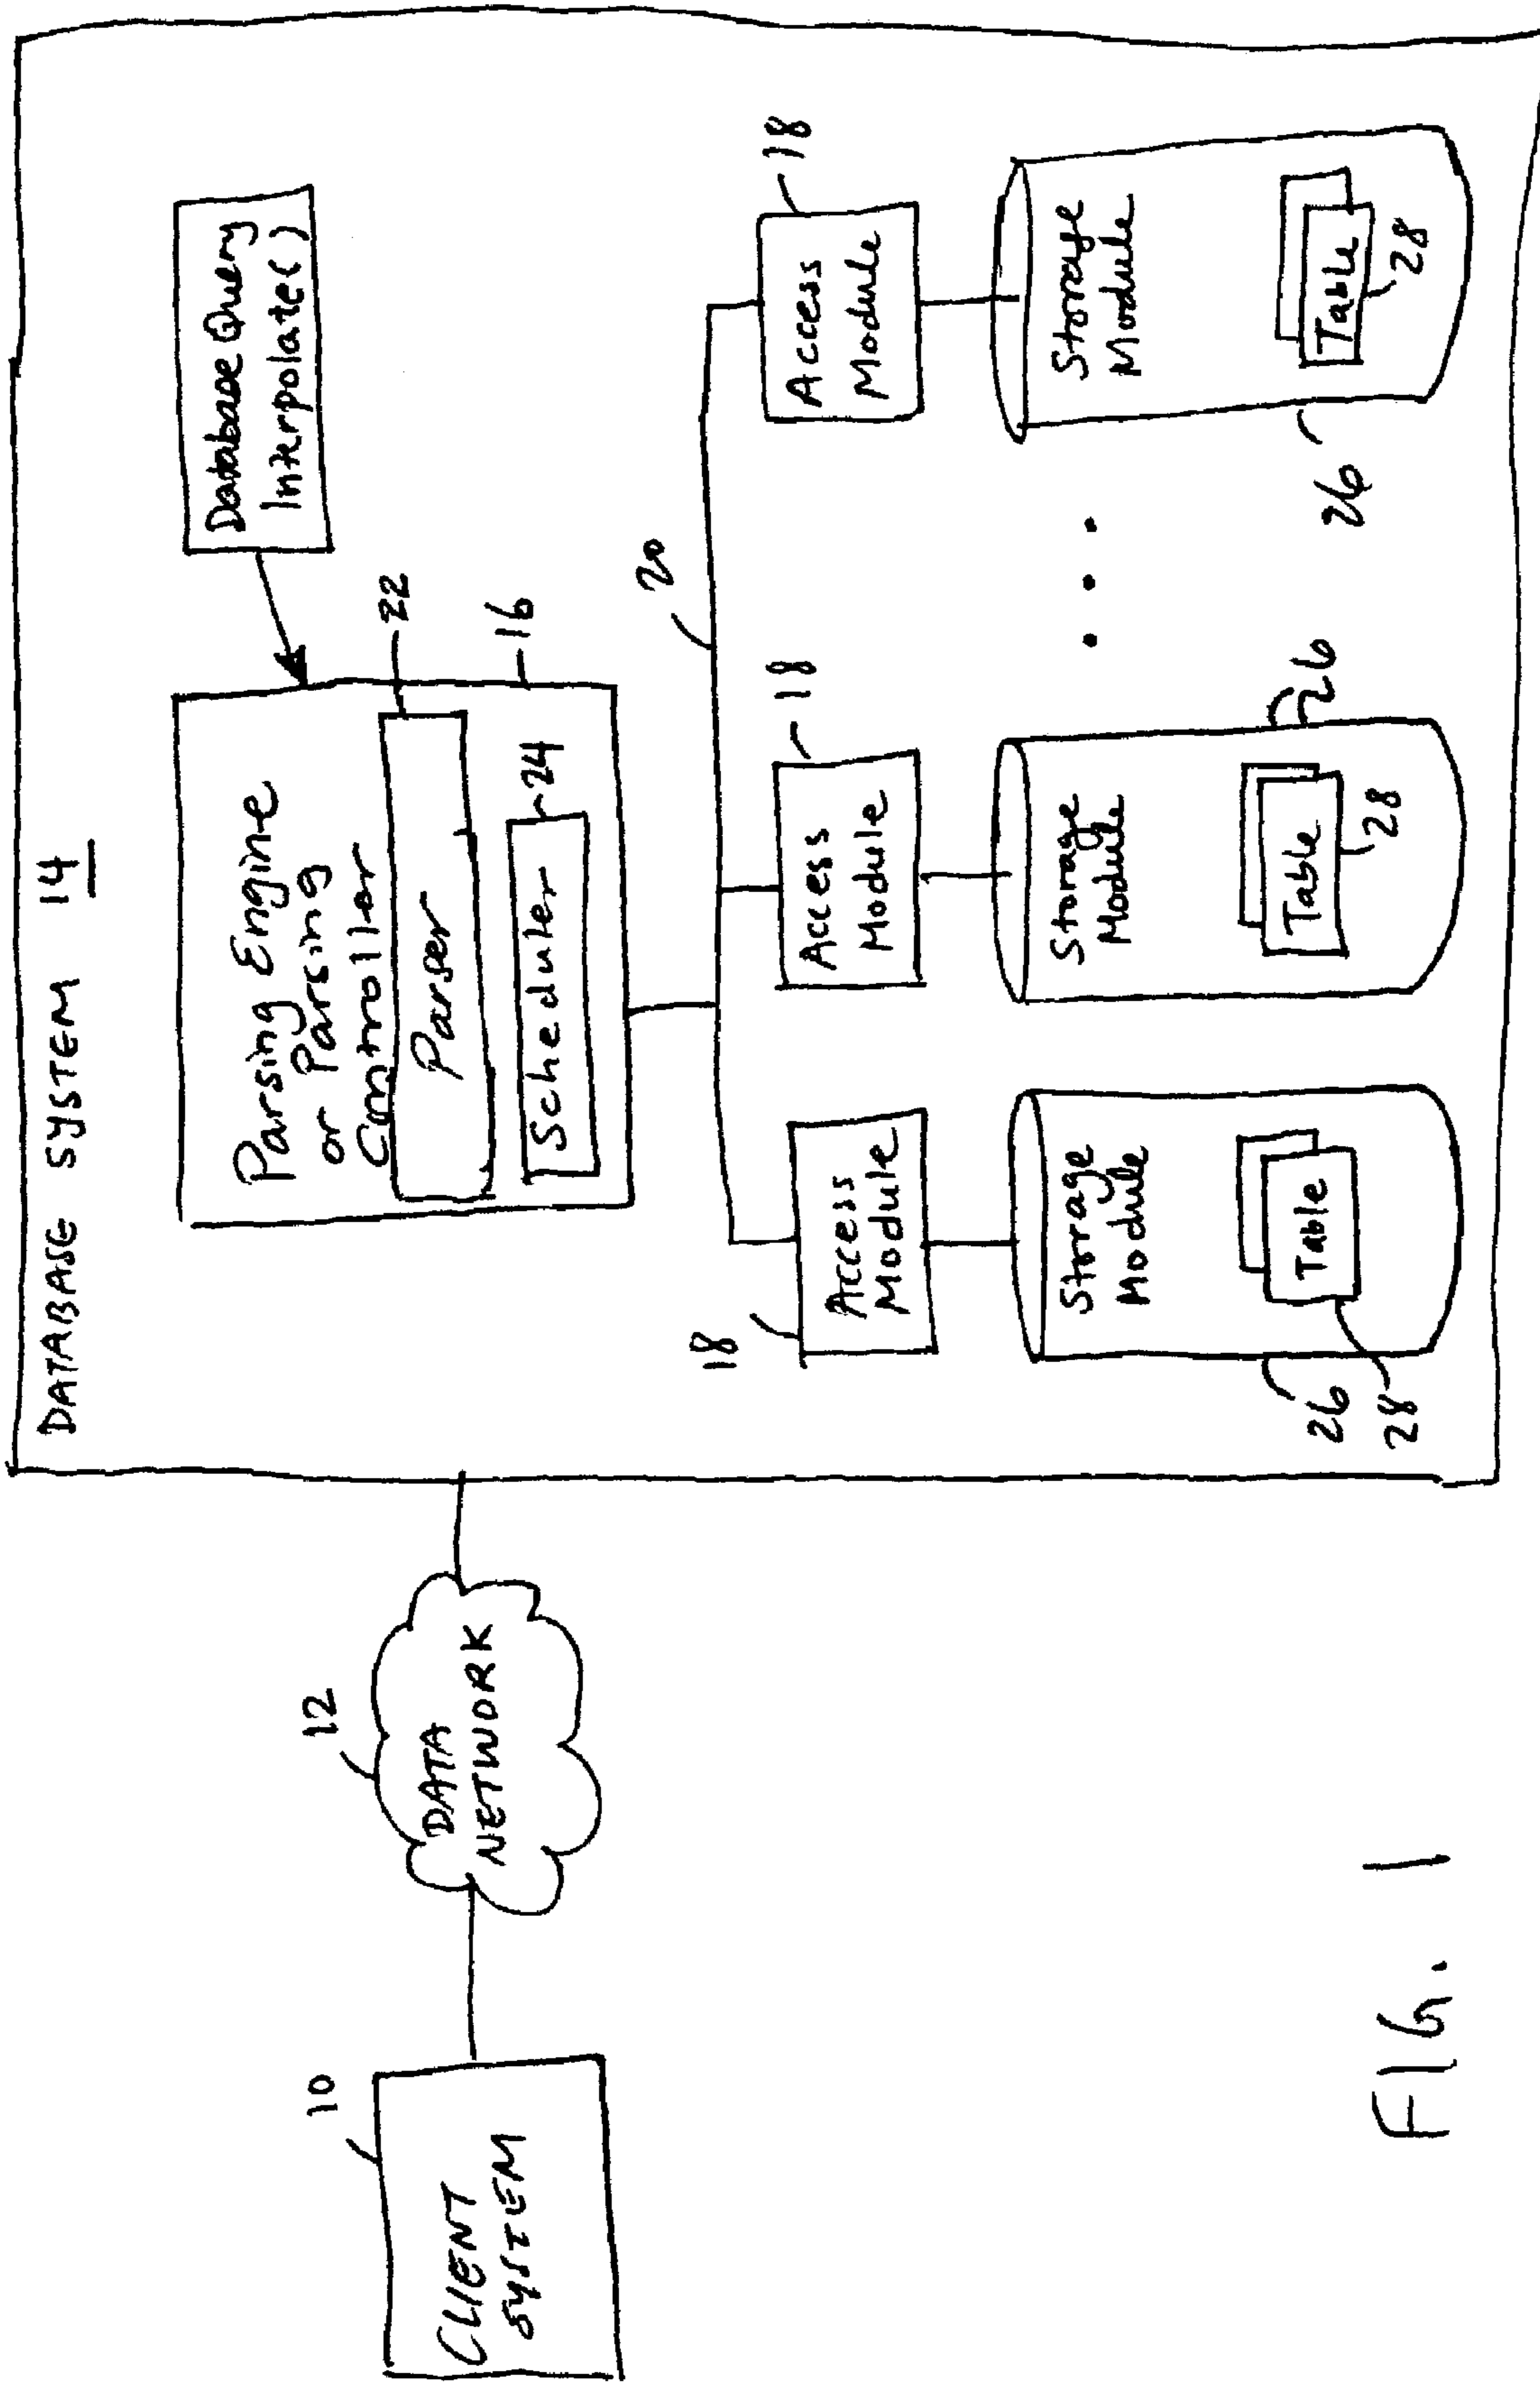 DATABASE SYSTEM 14
Database Query
Interpolate()
Parsing Engine
or Parsing
Controller
22
Parser
16
Scheduler
24
20
10
CLIENT
SYSTEM
12
DATA
NETWORK
18
Access
Module
18
Access
Module
18
Access
Module
Storage
Module
Table
26
28
Storage
Module
Table
26
28
Storage
Module
Table
26
28
FIG. 1